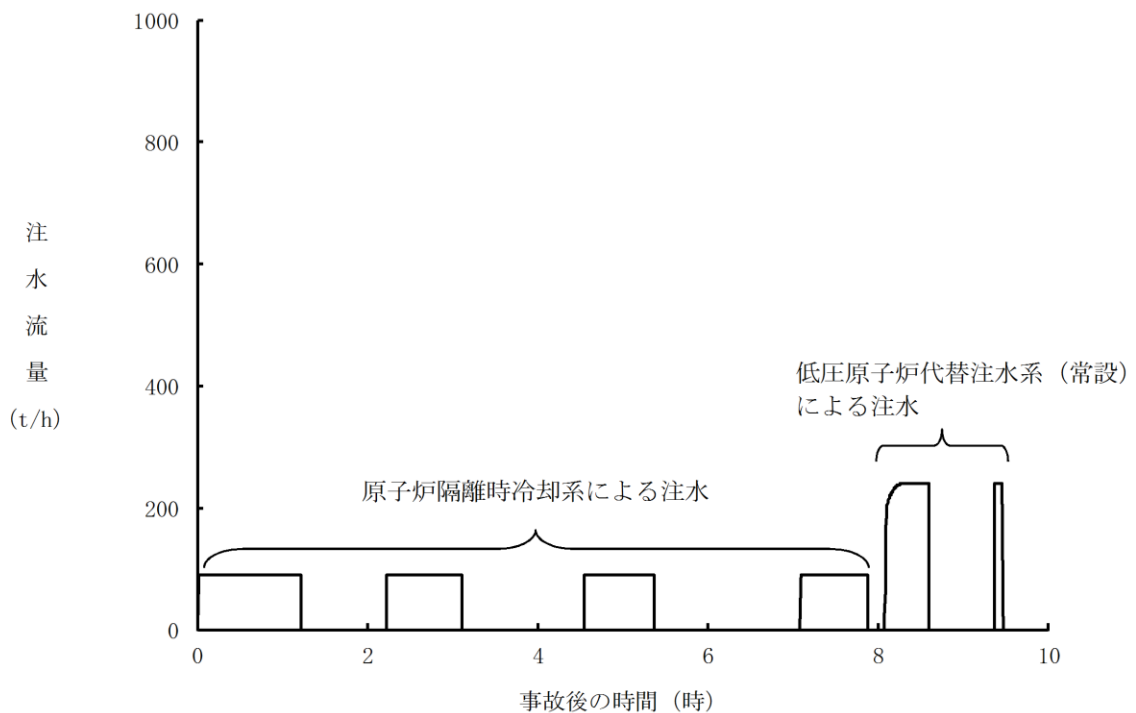 1000
800
600
400
200
0
注
水
流
量
(t/h)
低圧原子炉代替注水系（常設）
による注水
原子炉隔離時冷却系による注水
0 2 4 6 8 10
事故後の時間（時）